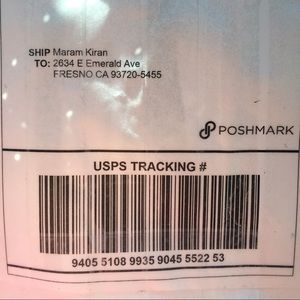 SHIP Maram Kiran
TO: 2634 E Emerald Ave
FRESNO CA 93720-5455
POSHMARK
USPS TRACKING #
9405 5108 9935 9045 5522 53